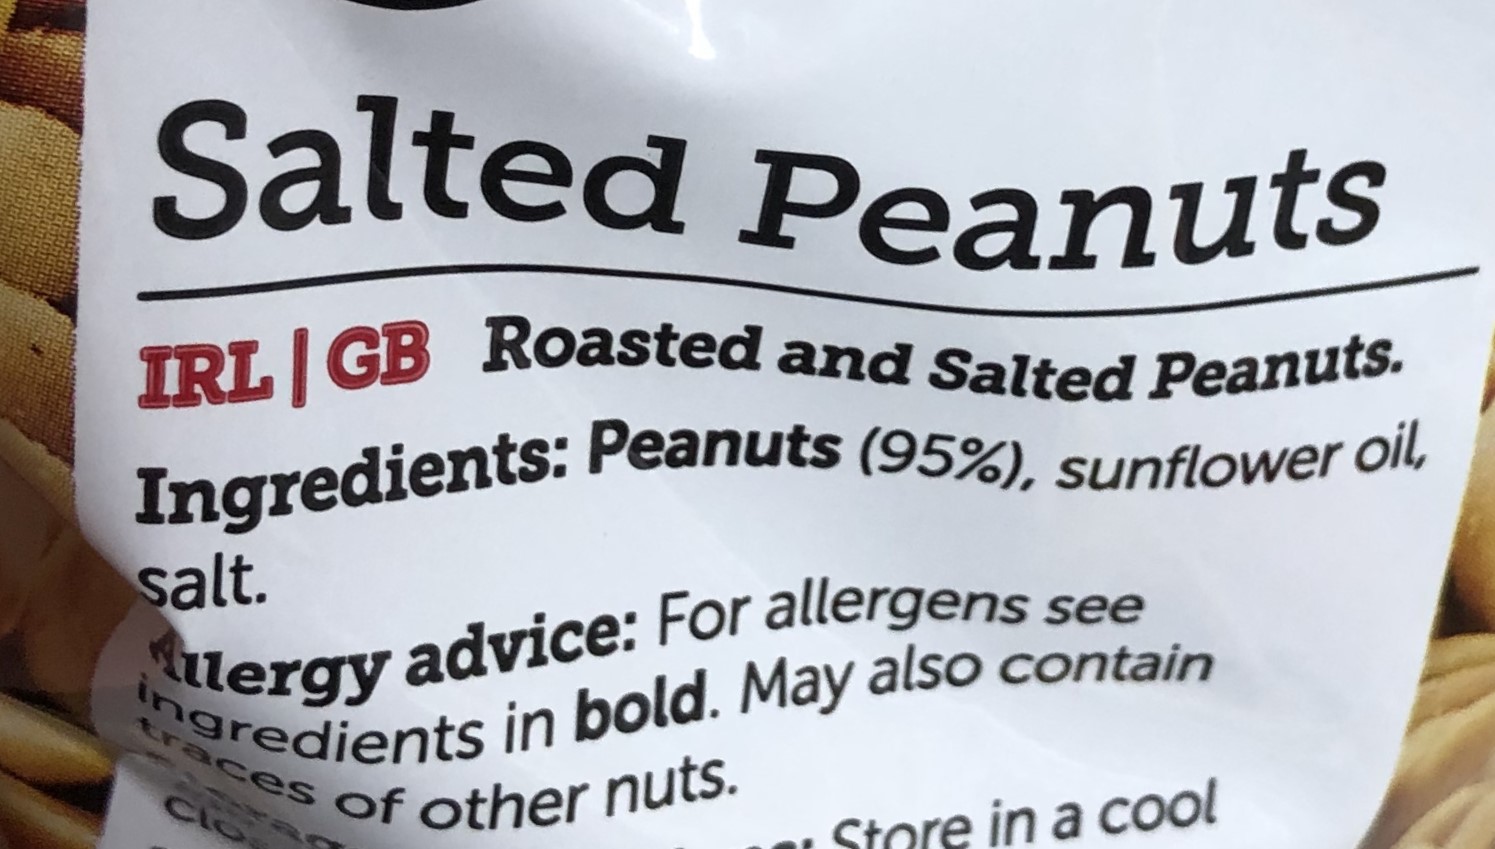 Salted Peanuts
IRL | GB Roasted and Salted Peanuts.
Ingredients: Peanuts (95%), sunflower oil,
salt.
Allergy advice: For allergens see
ingredients in bold. May also contain
traces of other nuts.
Store in a cool